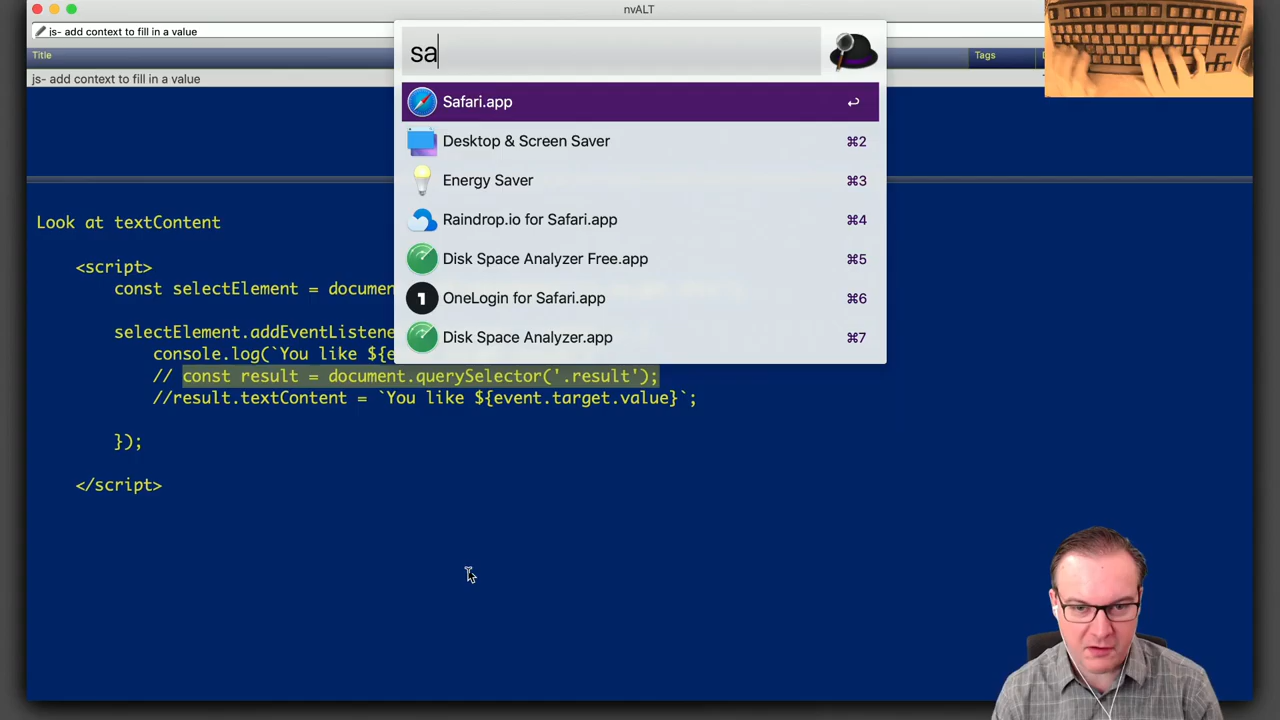 nvALT
js- add context to fill in a value
Title
Tags
js- add context to fill in a value
sa
Safari.app
Desktop & Screen Saver ⌘2
Energy Saver ⌘3
Raindrop.io for Safari.app ⌘4
Disk Space Analyzer Free.app ⌘5
OneLogin for Safari.app ⌘6
Disk Space Analyzer.app ⌘7
Look at textContent
<script>
const selectElement = documen
selectElement.addEventListene
console.log(`You like ${e
// const result = document.querySelector('.result');
//result.textContent = `You like ${event.target.value}`;
});
</script>